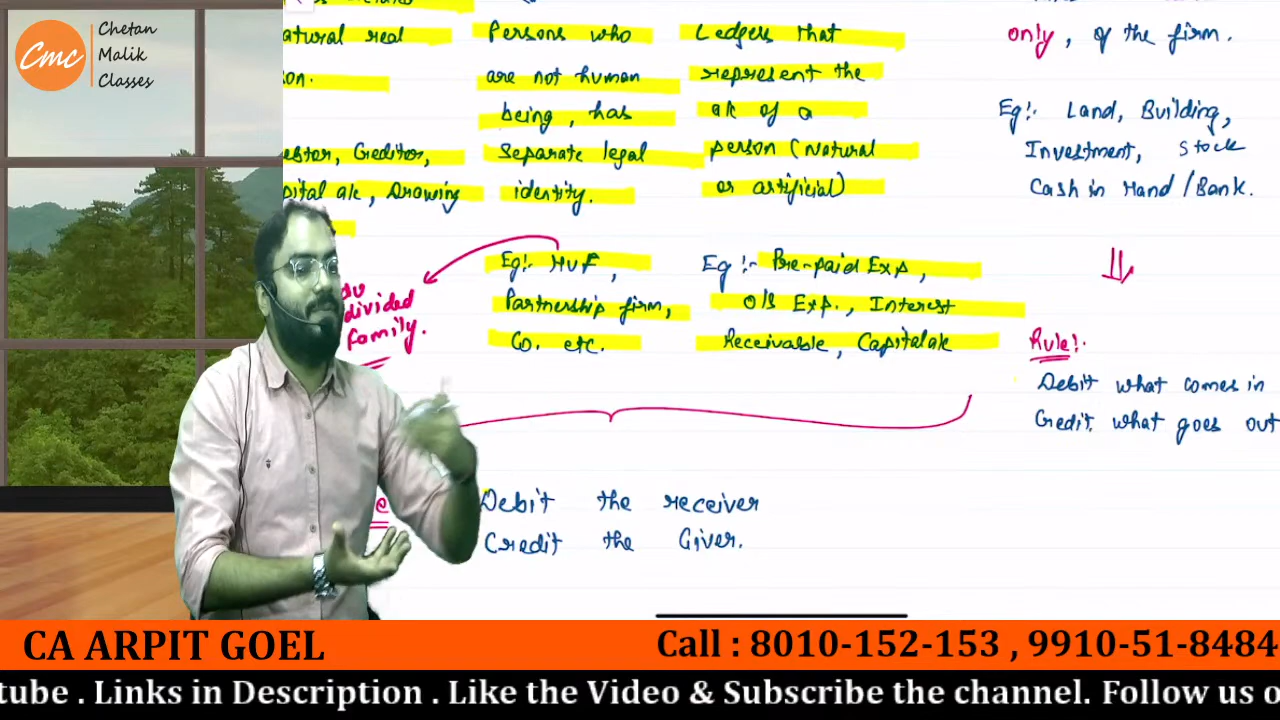 Cmc
Chetan
Malik
Classes
natural real
Persons who
are not human
being, has
Separate legal
identity.
Eg!:- HUF,
Partnership firm,
Co. etc.
Ledgers that
represent the
a/c of a
person (Natural
or artificial)
Eg!:- Pre-paid Exp,
O/S Exp., Interest
Receivable, Capital a/c
only, of the firm.
Eg!:- Land, Building,
Investment, Stock
Cash in Hand/Bank.
Creditor,
a/c, Drawing
divided
family.
Rule!:
Debit what comes in
Credit what goes out
Debit the receiver
Credit the Giver.
CA ARPIT GOEL
Call : 8010-152-153 , 9910-51-8484
tube . Links in Description . Like the Video & Subscribe the channel. Follow us o